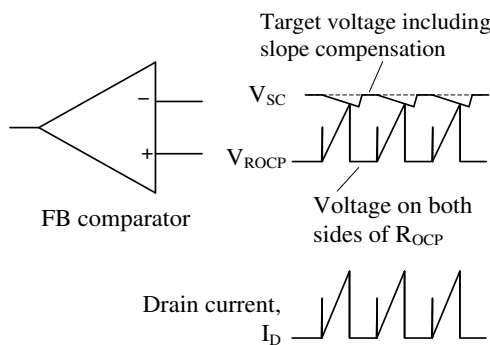 Target voltage including
slope compensation
−
+
V_SC
V_ROCP
FB comparator
Voltage on both
sides of R_OCP
Drain current,
I_D